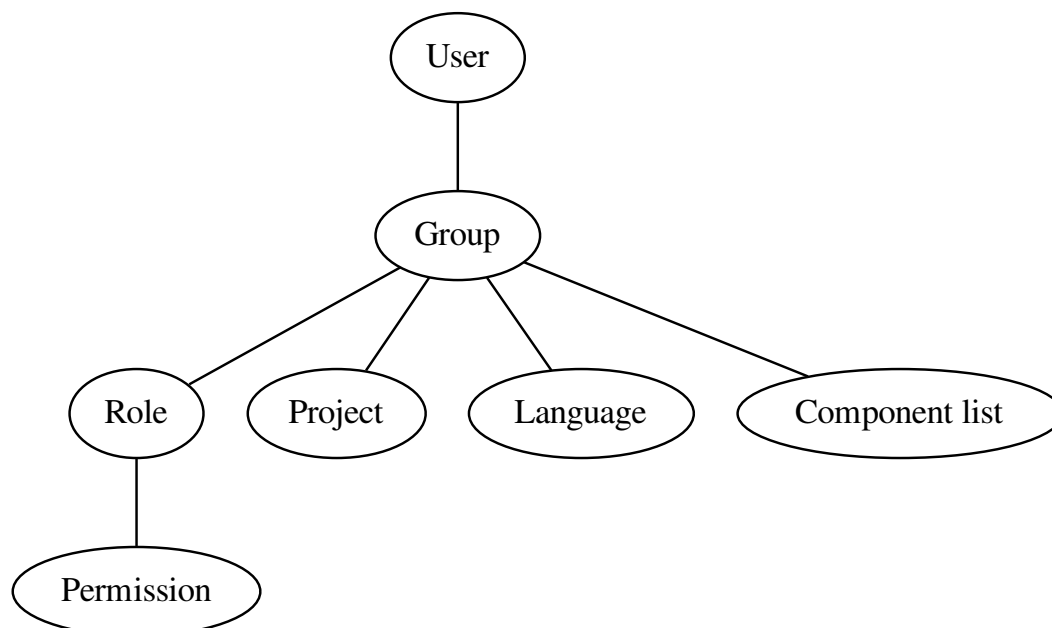 User
Group
Role
Project
Language
Component list
Permission